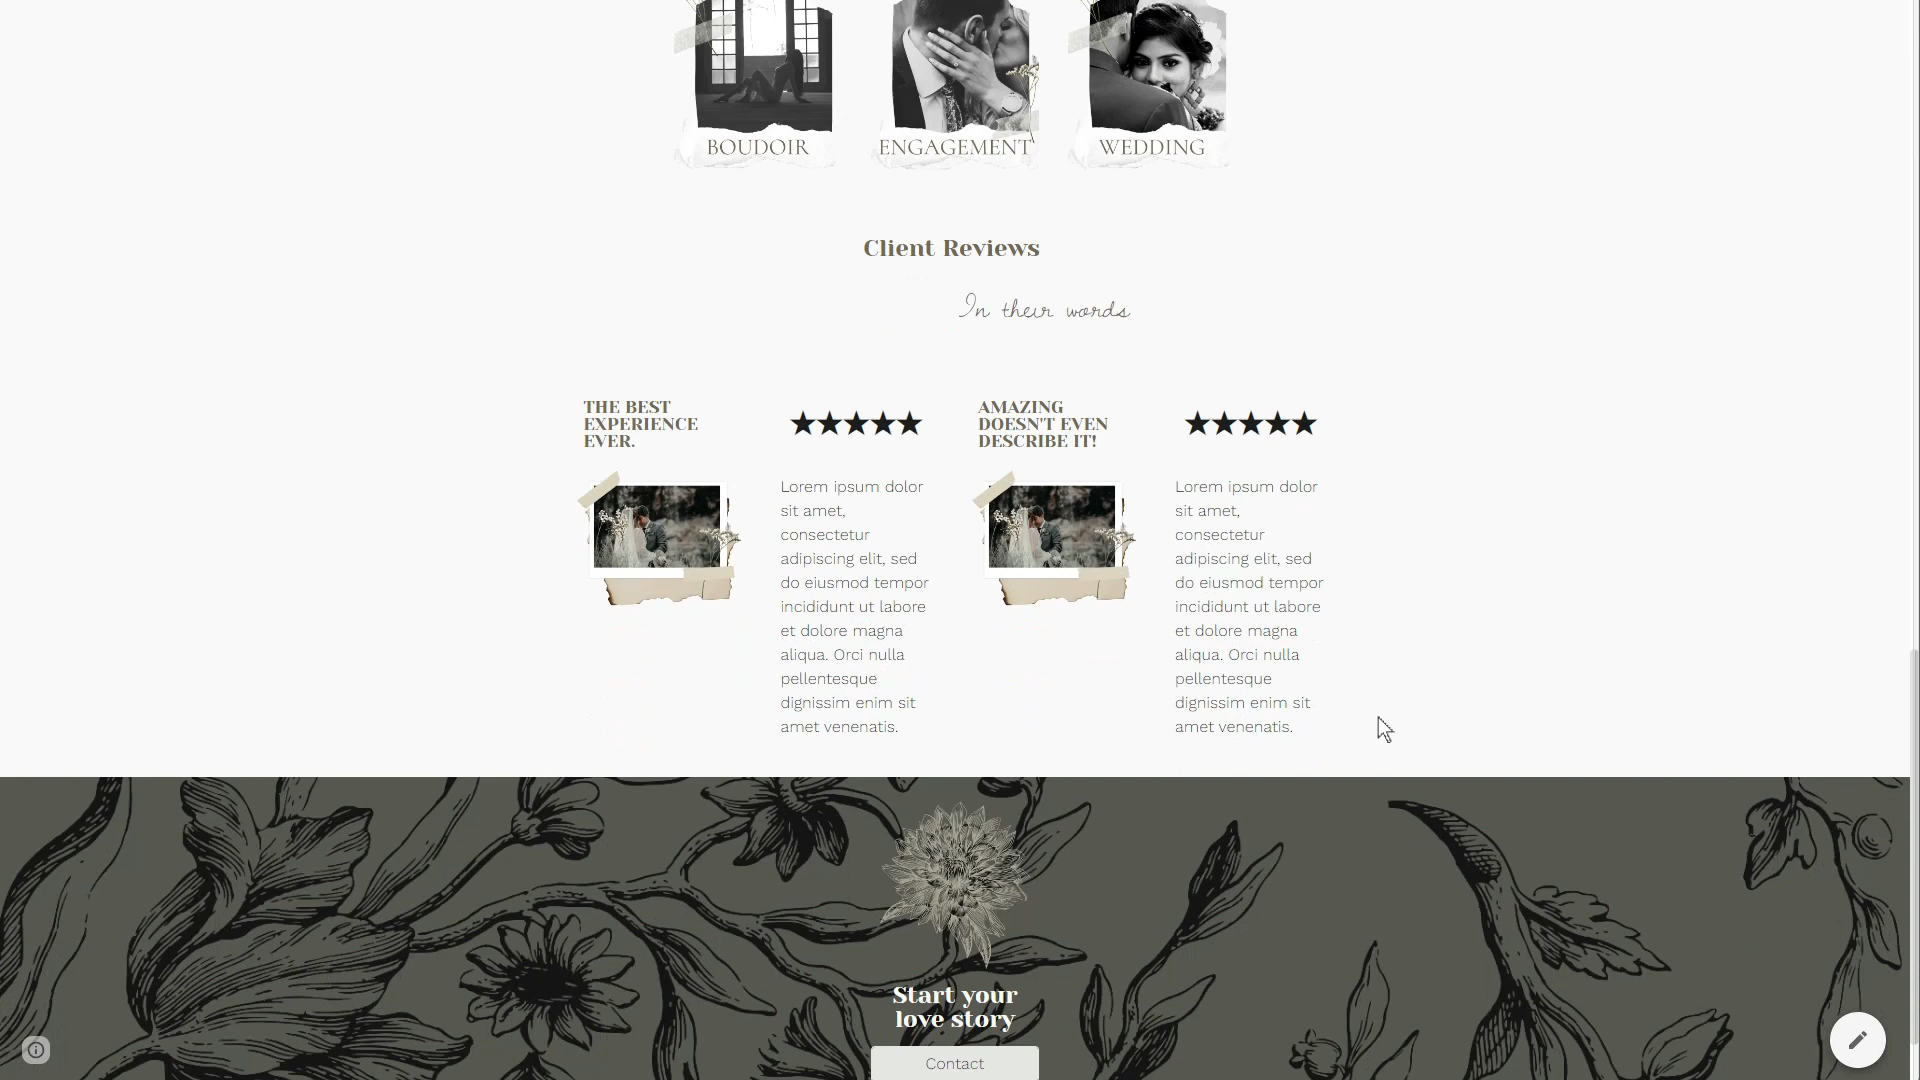 BOUDOIR
ENGAGEMENT
WEDDING
Client Reviews
In their words
THE BEST
EXPERIENCE
EVER.
★★★★★
Lorem ipsum dolor
sit amet,
consectetur
adipiscing elit, sed
do eiusmod tempor
incididunt ut labore
et dolore magna
aliqua. Orci nulla
pellentesque
dignissim enim sit
amet venenatis.
AMAZING
DOESN'T EVEN
DESCRIBE IT!
★★★★★
Lorem ipsum dolor
sit amet,
consectetur
adipiscing elit, sed
do eiusmod tempor
incididunt ut labore
et dolore magna
aliqua. Orci nulla
pellentesque
dignissim enim sit
amet venenatis.
Start your
love story
Contact